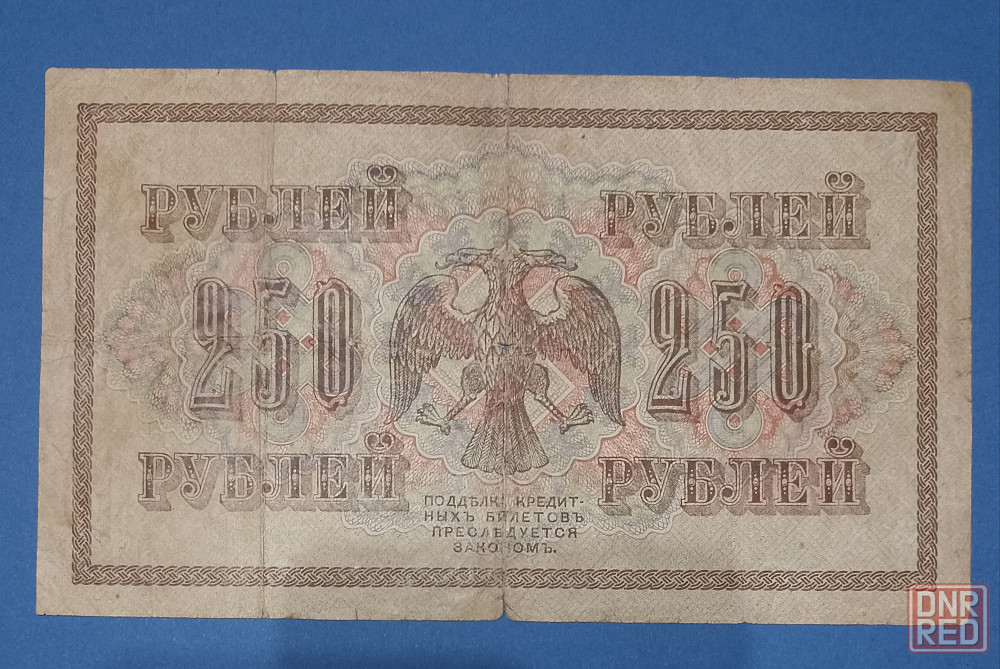 РУБЛЕЙ РУБЛЕЙ
250 250
РУБЛЕЙ РУБЛЕЙ
ПОДДѢЛКА КРЕДИТ-
НЫХЪ БИЛЕТОВЪ
ПРЕСЛѢДУЕТСЯ
ЗАКОНОМЪ.
DNR
RED